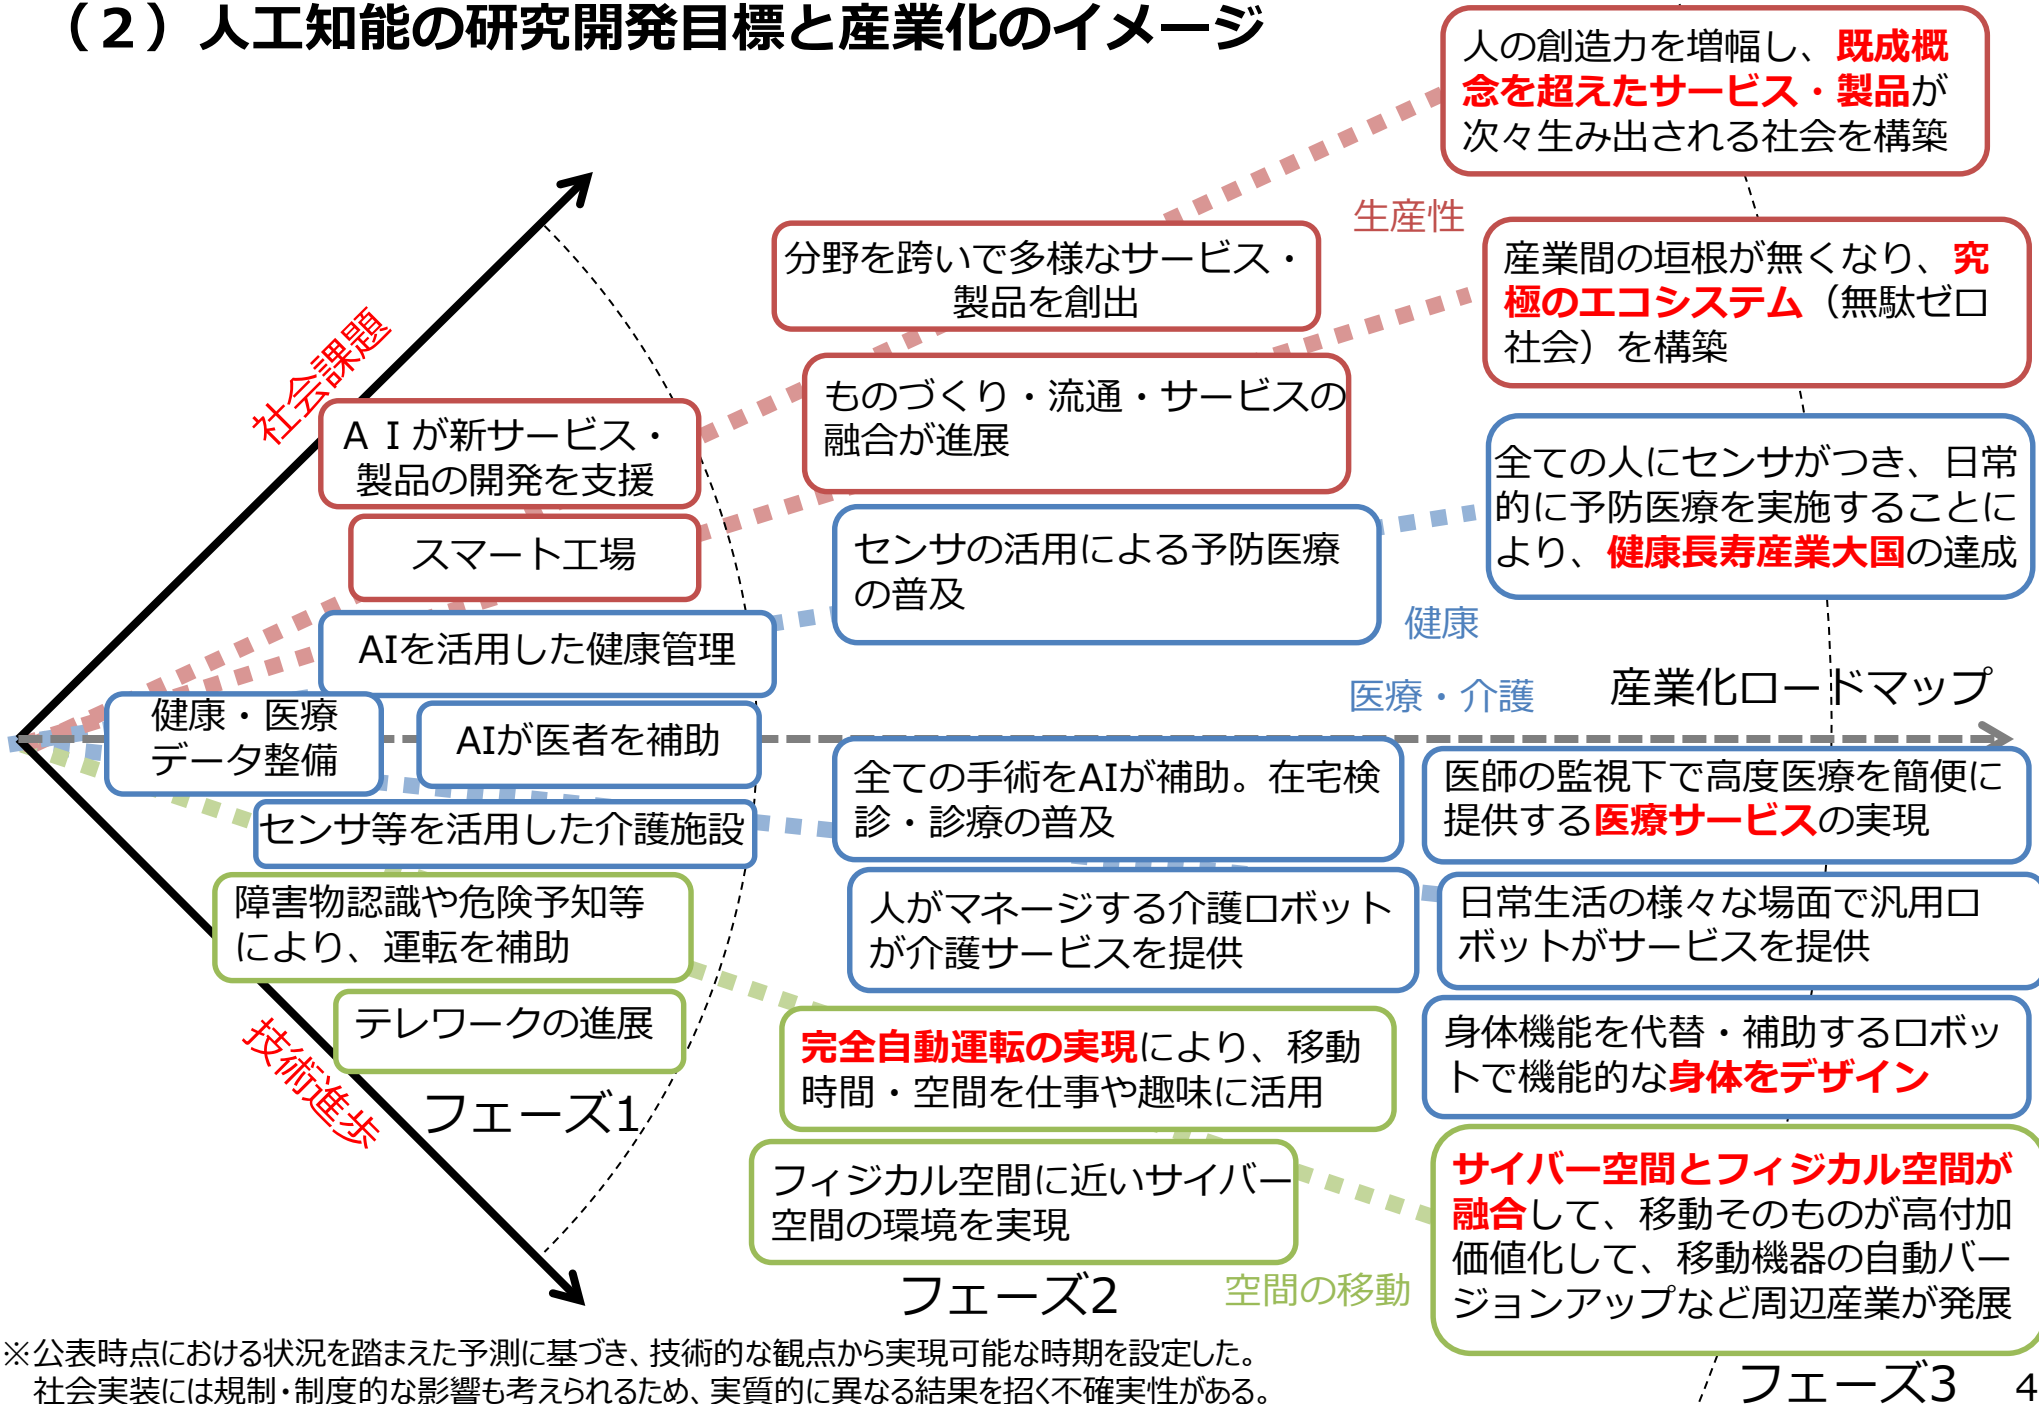 （２）人工知能の研究開発目標と産業化のイメージ
人の創造力を増幅し、既成概
念を超えたサービス・製品が
次々生み出される社会を構築
生産性
分野を跨いで多様なサービス・
製品を創出
産業間の垣根が無くなり、究
極のエコシステム（無駄ゼロ
社会）を構築
社会課題
ものづくり・流通・サービスの
融合が進展
ＡＩが新サービス・
製品の開発を支援
スマート工場
全ての人にセンサがつき、日常
的に予防医療を実施することに
より、健康長寿産業大国の達成
センサの活用による予防医療
の普及
健康
AIを活用した健康管理
産業化ロードマップ
医療・介護
健康・医療
データ整備
AIが医者を補助
全ての手術をAIが補助。在宅検
診・診療の普及
医師の監視下で高度医療を簡便に
提供する医療サービスの実現
センサ等を活用した介護施設
人がマネージする介護ロボット
が介護サービスを提供
日常生活の様々な場面で汎用ロ
ボットがサービスを提供
障害物認識や危険予知等
により、運転を補助
テレワークの進展
技術進歩
フェーズ1
完全自動運転の実現により、移動
時間・空間を仕事や趣味に活用
身体機能を代替・補助するロボッ
トで機能的な身体をデザイン
フィジカル空間に近いサイバー
空間の環境を実現
サイバー空間とフィジカル空間が
融合して、移動そのものが高付加
価値化して、移動機器の自動バー
ジョンアップなど周辺産業が発展
フェーズ2
空間の移動
※公表時点における状況を踏まえた予測に基づき、技術的な観点から実現可能な時期を設定した。
社会実装には規制・制度的な影響も考えられるため、実質的に異なる結果を招く不確実性がある。
フェーズ3
4